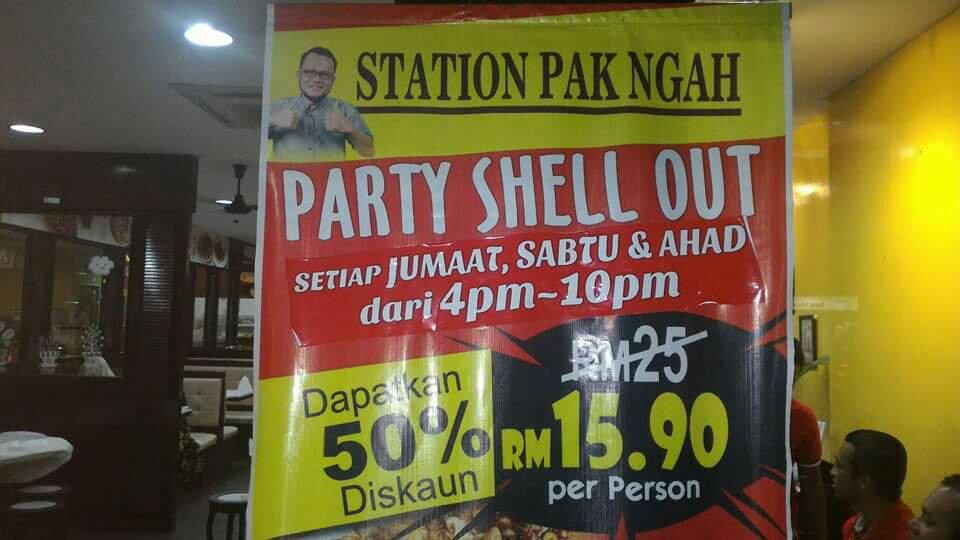 STATION PAK NGAH
PARTY SHELL OUT
SETIAP JUMAAT, SABTU & AHAD
dari 4pm~10pm
Dapatkan
50%
Diskaun
RM25
RM15.90
per Person